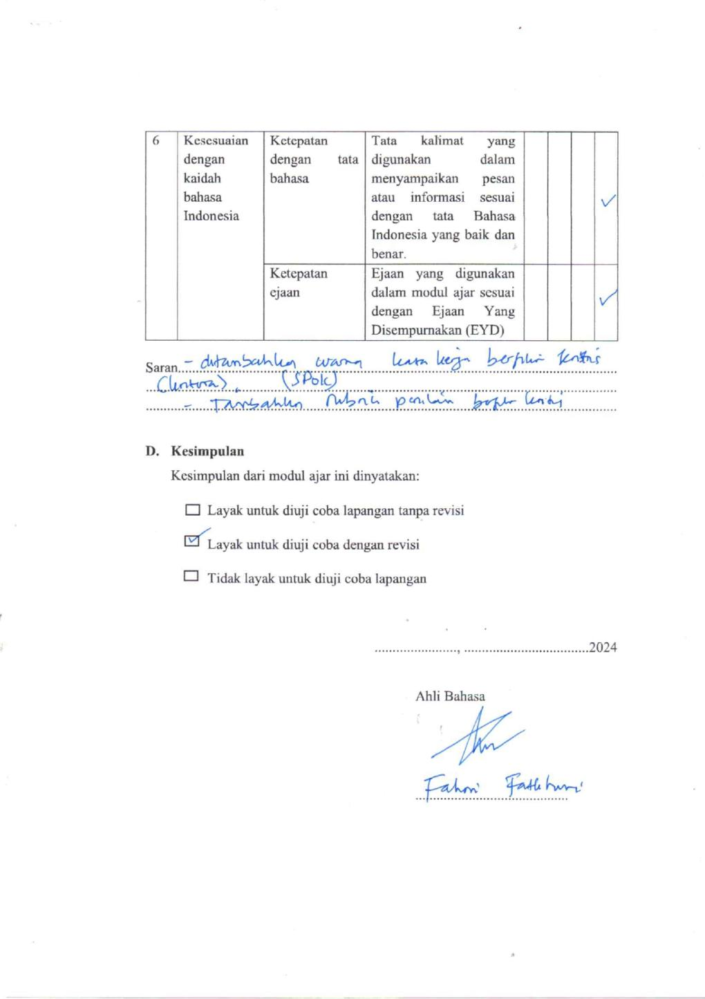 6 Kesesuaian Ketepatan Tata kalimat yang
dengan dengan tata digunakan dalam
kaidah bahasa menyampaikan pesan
bahasa atau informasi sesuai
Indonesia dengan tata Bahasa
Indonesia yang baik dan
benar.
Ketepatan Ejaan yang digunakan
ejaan dalam modul ajar sesuai
dengan Ejaan Yang
Disempurnakan (EYD)
Saran - ditambahkan warna kata kerja berpikir kritis
(SPOK)
- Tambahkan rubrik penilaian
D. Kesimpulan
Kesimpulan dari modul ajar ini dinyatakan:
Layak untuk diuji coba lapangan tanpa revisi
Layak untuk diuji coba dengan revisi
Tidak layak untuk diuji coba lapangan
......................., ...................................2024
Ahli Bahasa
Fahmi